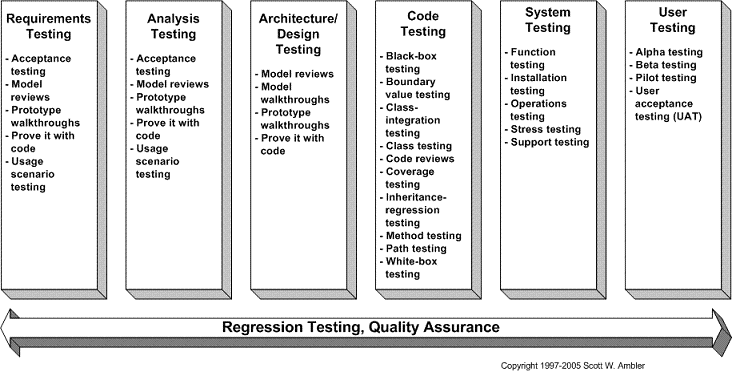 Requirements
Testing
- Acceptance
testing
- Model
reviews
- Prototype
walkthroughs
- Prove it with
code
- Usage
scenario
testing
Analysis
Testing
- Acceptance
testing
- Model reviews
- Prototype
walkthroughs
- Prove it with
code
- Usage
scenario
testing
Architecture/
Design
Testing
- Model reviews
- Model
walkthroughs
- Prototype
walkthroughs
- Prove it with
code
Code
Testing
- Black-box
testing
- Boundary
value testing
- Class-
integration
testing
- Class testing
- Code reviews
- Coverage
testing
- Inheritance-
regression
testing
- Method testing
- Path testing
- White-box
testing
System
Testing
- Function
testing
- Installation
testing
- Operations
testing
- Stress testing
- Support testing
User
Testing
- Alpha testing
- Beta testing
- Pilot testing
- User
acceptance
testing (UAT)
Regression Testing, Quality Assurance
Copyright 1997-2005 Scott W. Ambler